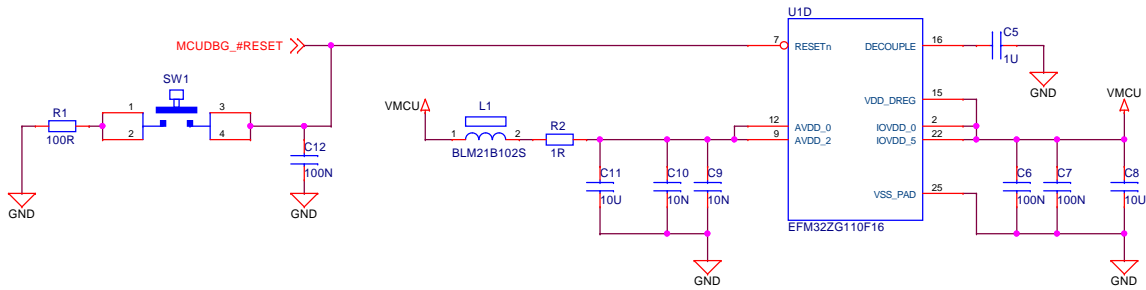 U1D
MCUDBG_#RESET
7
RESETn
DECOUPLE
16
C5
1U
GND
SW1
R1
100R
1
2
3
4
C12
100N
GND
GND
VMCU
L1
1
2
BLM21B102S
R2
1R
12
9
AVDD_0
AVDD_2
C11
10U
C10
10N
C9
10N
GND
VDD_DREG
15
IOVDD_0
2
IOVDD_5
22
VSS_PAD
25
EFM32ZG110F16
VMCU
C6
100N
C7
100N
C8
10U
GND